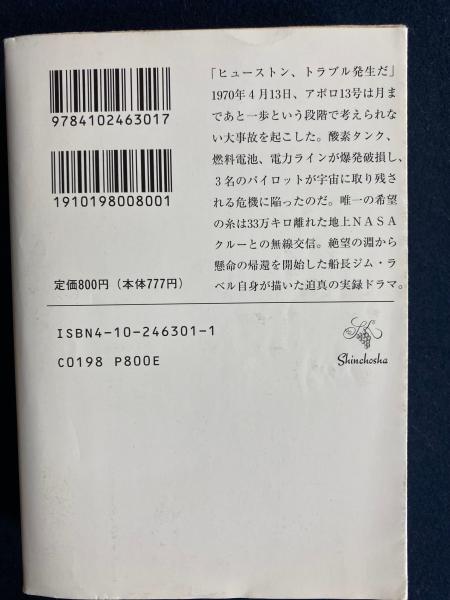 9784102463017
1910198008001
定価800円（本体777円）
「ヒューストン、トラブル発生だ」
1970年4月13日、アポロ13号は月ま
であと一歩という段階で考えられな
い大事故を起こした。酸素タンク、
燃料電池、電力ラインが爆発破損し、
3名のパイロットが宇宙に取り残さ
れる危機に陥ったのだ。唯一の希望
の糸は33万キロ離れた地上NASA
クルーとの無線交信。絶望の淵から
懸命の帰還を開始した船長ジム・ラ
ベル自身が描いた迫真の実録ドラマ。
ISBN4-10-246301-1
C0198 P800E
Shinchosha